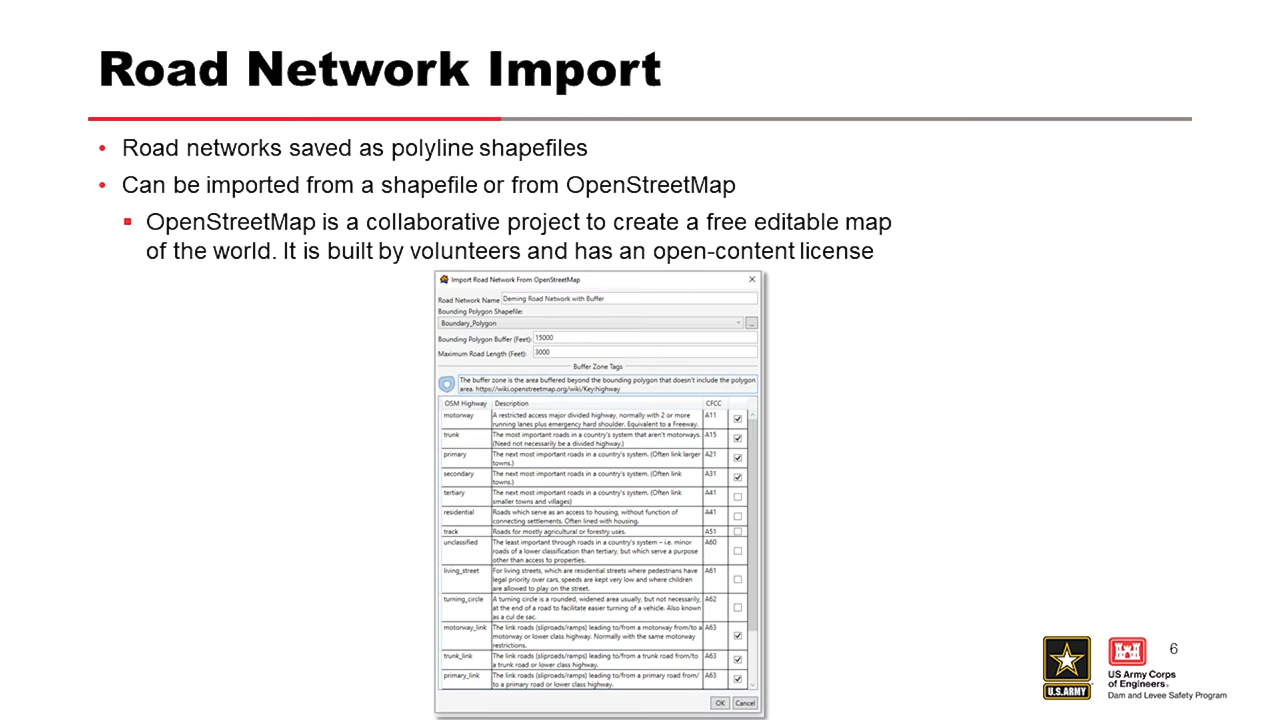 Road Network Import
• Road networks saved as polyline shapefiles
• Can be imported from a shapefile or from OpenStreetMap
▪ OpenStreetMap is a collaborative project to create a free editable map
of the world. It is built by volunteers and has an open-content license
Import Road Network From OpenStreetMap
Road Network Name Deming Road Network with Buffer
Bounding Polygon Shapefile:
Boundary_Polygon ...
Bounding Polygon Buffer (Feet): 15000
Maximum Road Length (Feet): 3000
Buffer Zone Tags
The buffer zone is the area buffered beyond the bounding polygon that doesn't include the polygon
area. https://wiki.openstreetmap.org/wiki/Key:highway
OSM Highway Description CFCC
motorway A restricted access major divided highway, normally with 2 or more A11
running lanes plus emergency hard shoulder. Equivalent to a Freeway.
trunk The most important roads in a country's system that aren't motorways. A15
(Need not necessarily be a divided highway.)
primary The next most important roads in a country's system. (Often link larger A21
towns.)
secondary The next most important roads in a country's system. (Often link A31
towns.)
tertiary The next most important roads in a country's system. (Often link A41
smaller towns and villages)
residential Roads which serve as an access to housing, without function of A41
connecting settlements. Often lined with housing.
track Roads for mostly agricultural or forestry uses. A51
unclassified The least important through roads in a country's system – i.e. minor A60
roads of a lower classification than tertiary, but which serve a purpose
other than access to properties.
living_street For living streets, which are residential streets where pedestrians have A61
legal priority over cars, speeds are kept very low and where children
are allowed to play on the street.
turning_circle A turning circle is a rounded, widened area usually, but not necessarily, A62
at the end of a road to facilitate easier turning of a vehicle. Also known
as a cul de sac.
motorway_link The link roads (sliproads/ramps) leading to/from a motorway from/to a A63
motorway or lower class highway. Normally with the same motorway
restrictions.
trunk_link The link roads (sliproads/ramps) leading to/from a trunk road from/to A63
a trunk road or lower class highway.
primary_link The link roads (sliproads/ramps) leading to/from a primary road from/ A63
to a primary road or lower class highway.
OK Cancel
U.S. ARMY
US Army Corps
of Engineers®
Dam and Levee Safety Program
6